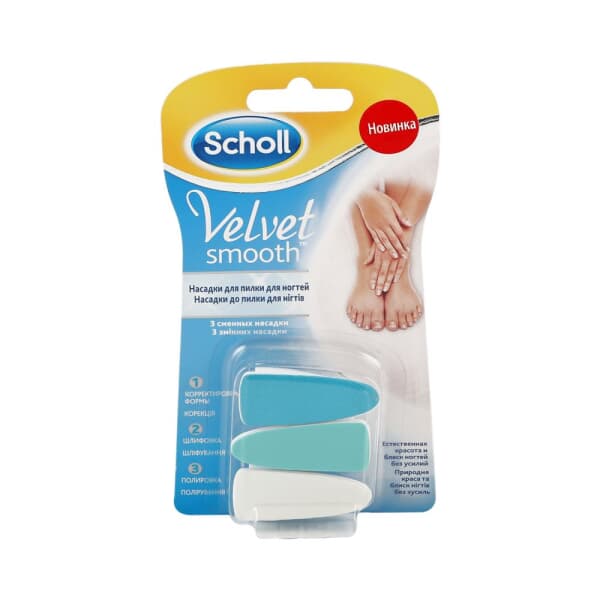 Scholl
Новинка
Velvet
smooth™
Насадки для пилки для ногтей
Насадки до пилки для нігтів
3 сменных насадки
3 змінних насадки
1
КОРРЕКТИРОВКА
ФОРМЫ
КОРЕКЦІЯ
2
ШЛИФОВКА
ШЛІФУВАННЯ
3
ПОЛИРОВКА
ПОЛІРУВАННЯ
Естественная
красота и
блеск ногтей
без усилий
Природна
краса та
блиск нігтів
без зусиль